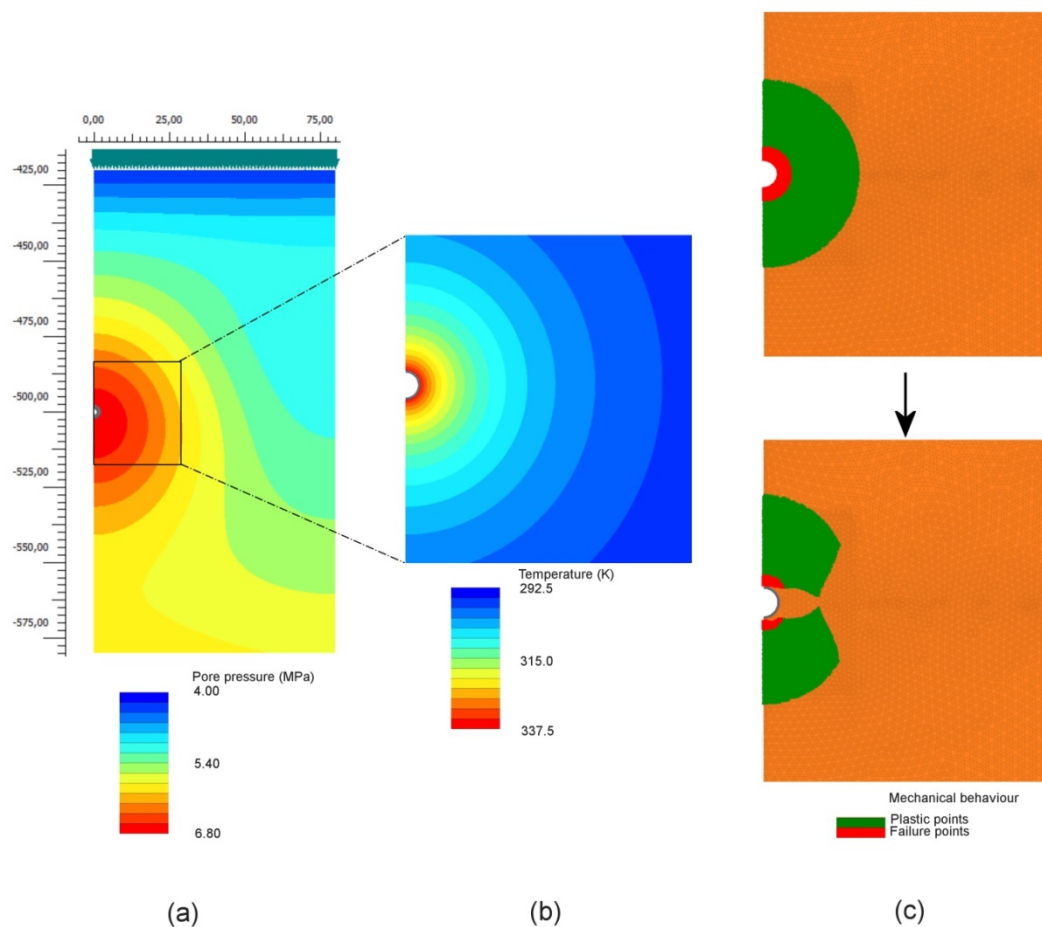 0,00 25,00 50,00 75,00
-425,00
-450,00
-475,00
-500,00
-525,00
-550,00
-575,00
Pore pressure (MPa)
4.00
5.40
6.80
Temperature (K)
292.5
315.0
337.5
Mechanical behaviour
Plastic points
Failure points
(a) (b) (c)